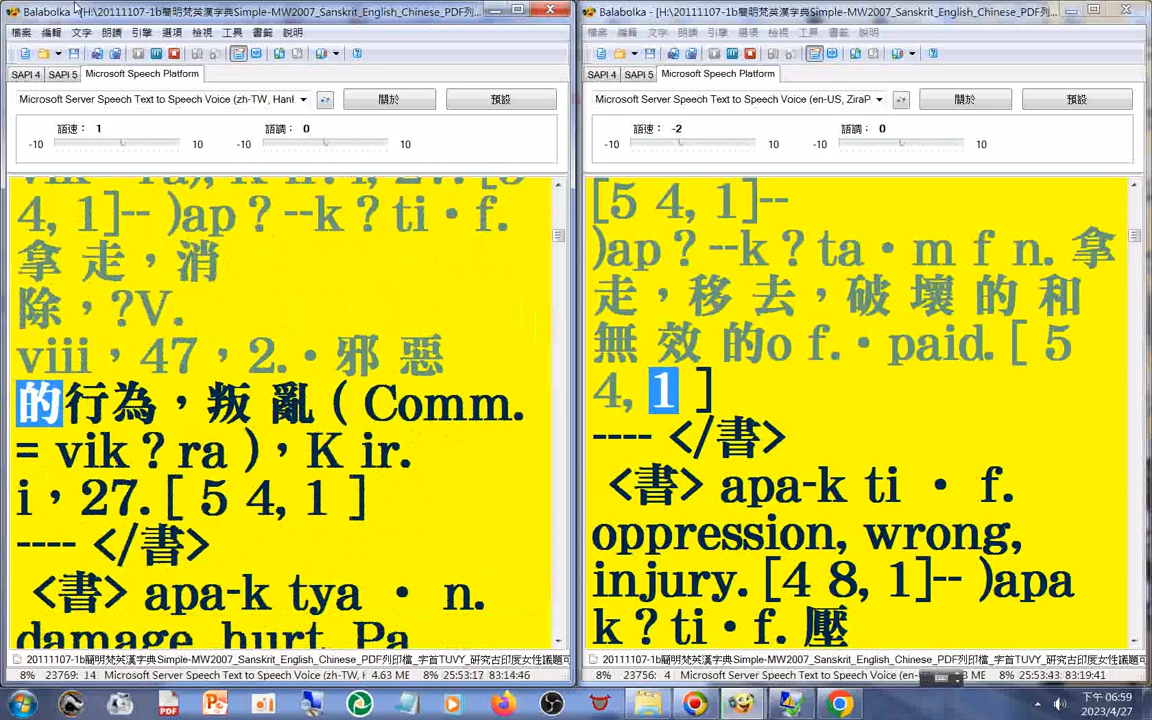 Balabolka - [H:\20111107-1b簡明梵英漢字典Simple-MW2007_Sanskrit_English_Chinese_PDF列...
檔案 編輯 文字 朗讀 引擎 選項 檢視 工具 書籤 說明
SAPI 4 SAPI 5 Microsoft Speech Platform
Microsoft Server Speech Text to Speech Voice (zh-TW, Hanl
關於 預設
語速： 1 語調： 0
-10 10 -10 10
4, 1]-- )ap？--k？ti・f.
拿 走，消
除，?V.
viii，47，2.・邪 惡
的行為，叛 亂 ( Comm.
= vik？ra )，K ir.
i，27. [ 5 4, 1 ]
---- </書>
<書> apa-k tya ・ n.
damage, hurt, Pa
20111107-1b簡明梵英漢字典Simple-MW2007_Sanskrit_English_Chinese_PDF列印檔_字首TUVY_研究古印度女性議題可
8% 23769: 14 Microsoft Server Speech Text to Speech Voice (zh-TW, H 4.63 ME 8% 25:53:17 83:14:46
Balabolka - [H:\20111107-1b簡明梵英漢字典Simple-MW2007_Sanskrit_English_Chinese_PDF列...
檔案 編輯 文字 朗讀 引擎 選項 檢視 工具 書籤 說明
SAPI 4 SAPI 5 Microsoft Speech Platform
Microsoft Server Speech Text to Speech Voice (en-US, ZiraP
關於 預設
語速： -2 語調： 0
-10 10 -10 10
[5 4, 1]--
)ap？--k？ta・m f n. 拿
走，移 去，破 壞 的 和
無 效 的o f.・paid. [ 5
4, 1 ]
---- </書>
<書> apa-k ti ・ f.
oppression, wrong,
injury. [4 8, 1]-- )apa
k？ti・f. 壓
20111107-1b簡明梵英漢字典Simple-MW2007_Sanskrit_English_Chinese_PDF列印檔_字首TUVY_研究古印度女性議題可
8% 23756: 4 Microsoft Server Speech Text to Speech Voice ME 8% 25:53:43 83:19:41
下午 06:59
2023/4/27